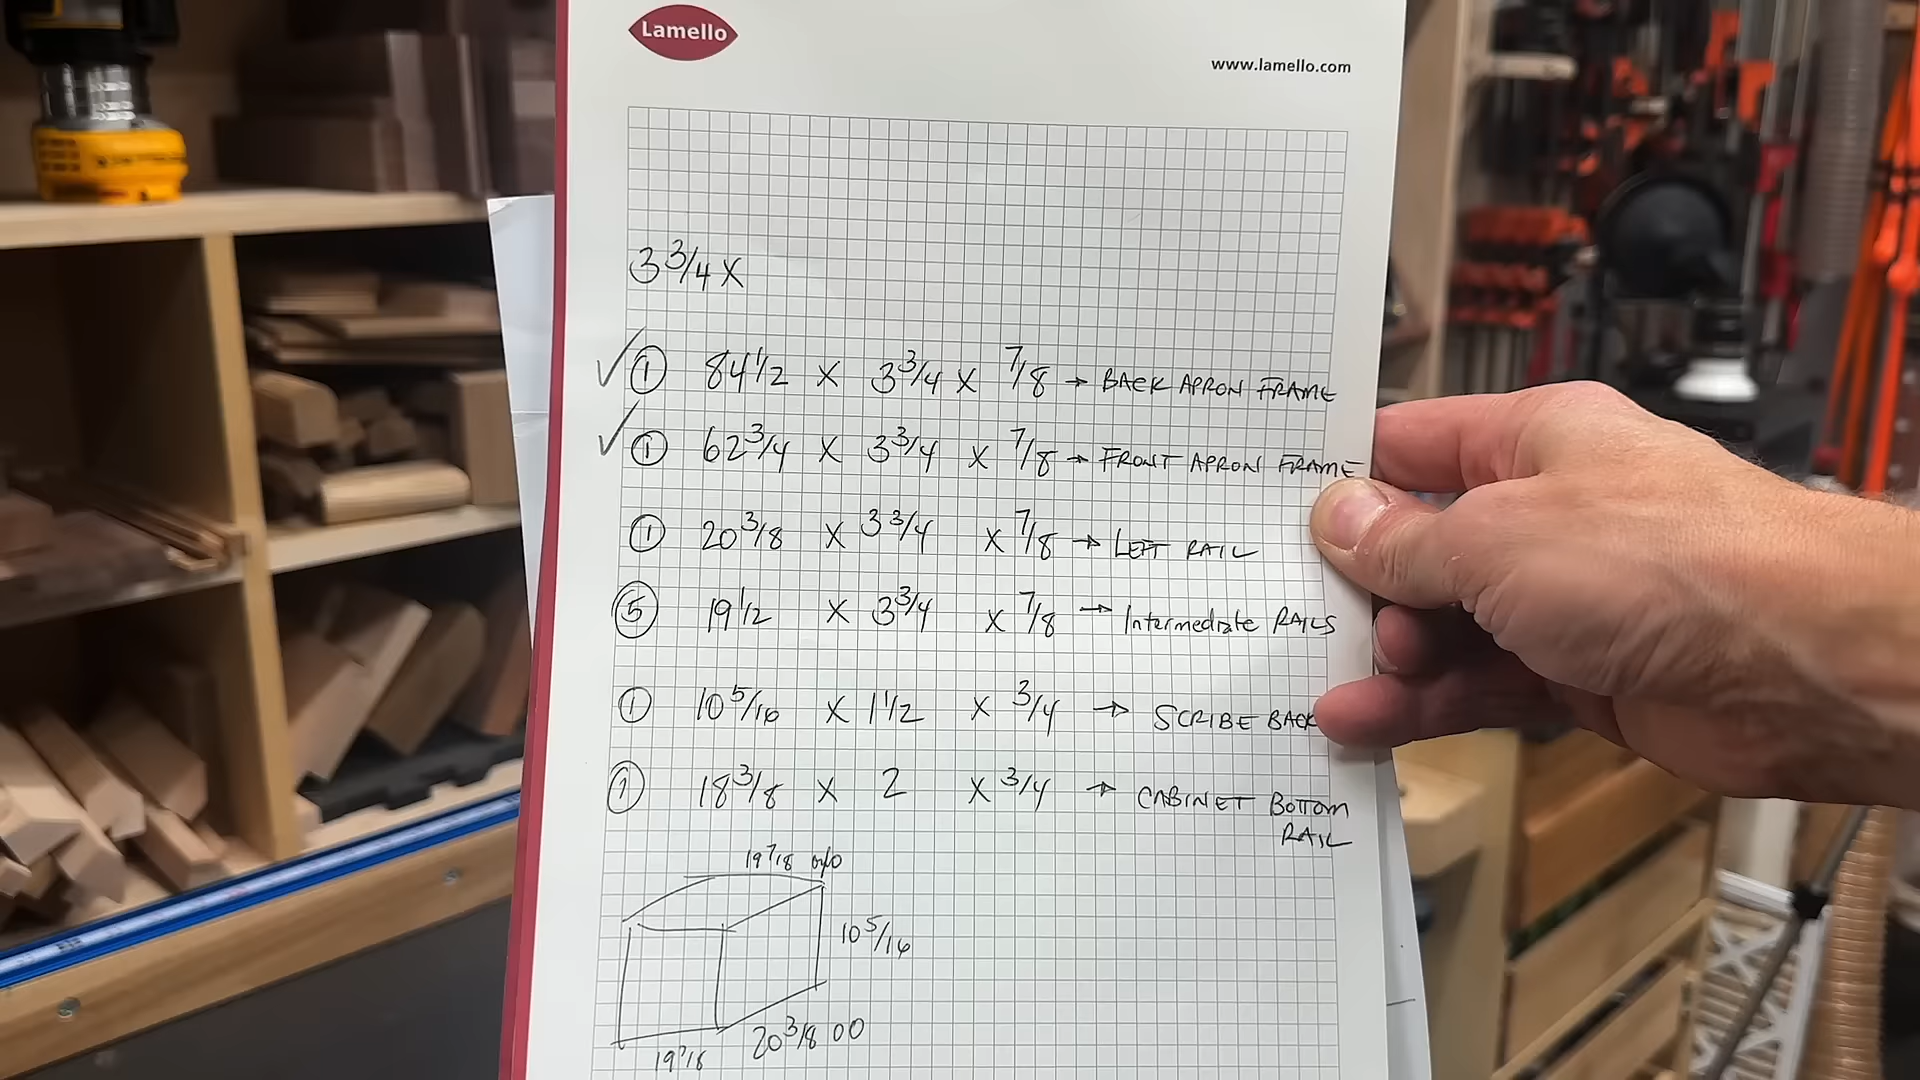 Lamello
www.lamello.com
3 3/4 X
✓ ① 84 1/2 X 3 3/4 X 7/8 → BACK APRON FRAME
✓ ① 62 3/4 X 3 3/4 X 7/8 → FRONT APRON FRAME
① 20 3/8 X 3 3/4 X 7/8 → LEFT RAIL
⑤ 19 1/2 X 3 3/4 X 7/8 → Intermediate RAILS
① 10 5/16 X 1 1/2 X 3/4 → SCRIBE BACK
① 18 3/8 X 2 X 3/4 → CABINET BOTTOM
RAIL
19 7/8
10 5/16
20 3/8 OO
19 7/8